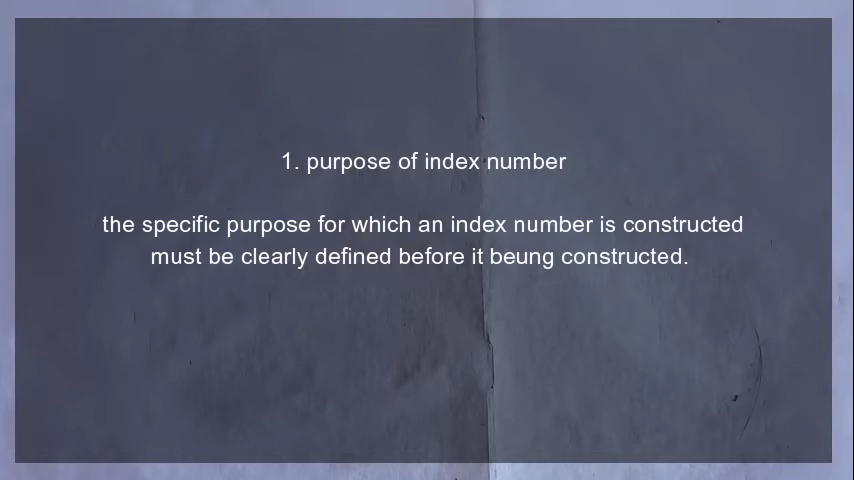 1. purpose of index number
the specific purpose for which an index number is constructed
must be clearly defined before it beung constructed.